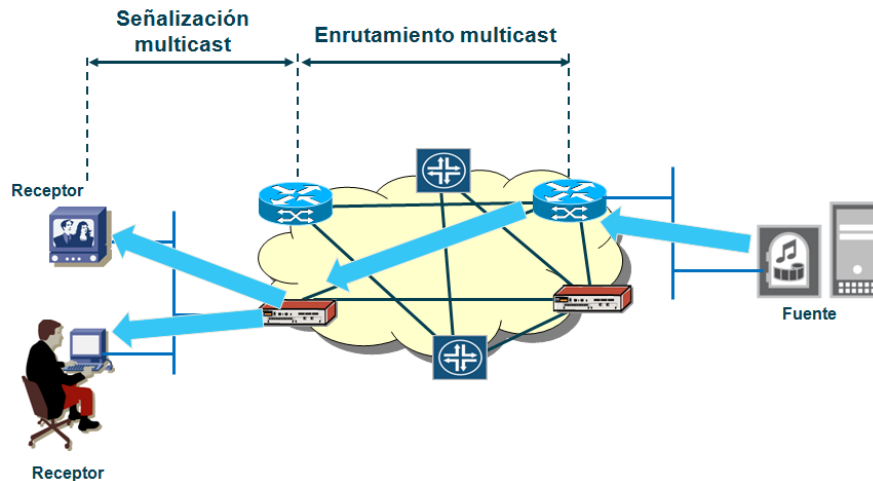 Señalización
multicast
Enrutamiento multicast
Receptor
Fuente
Receptor